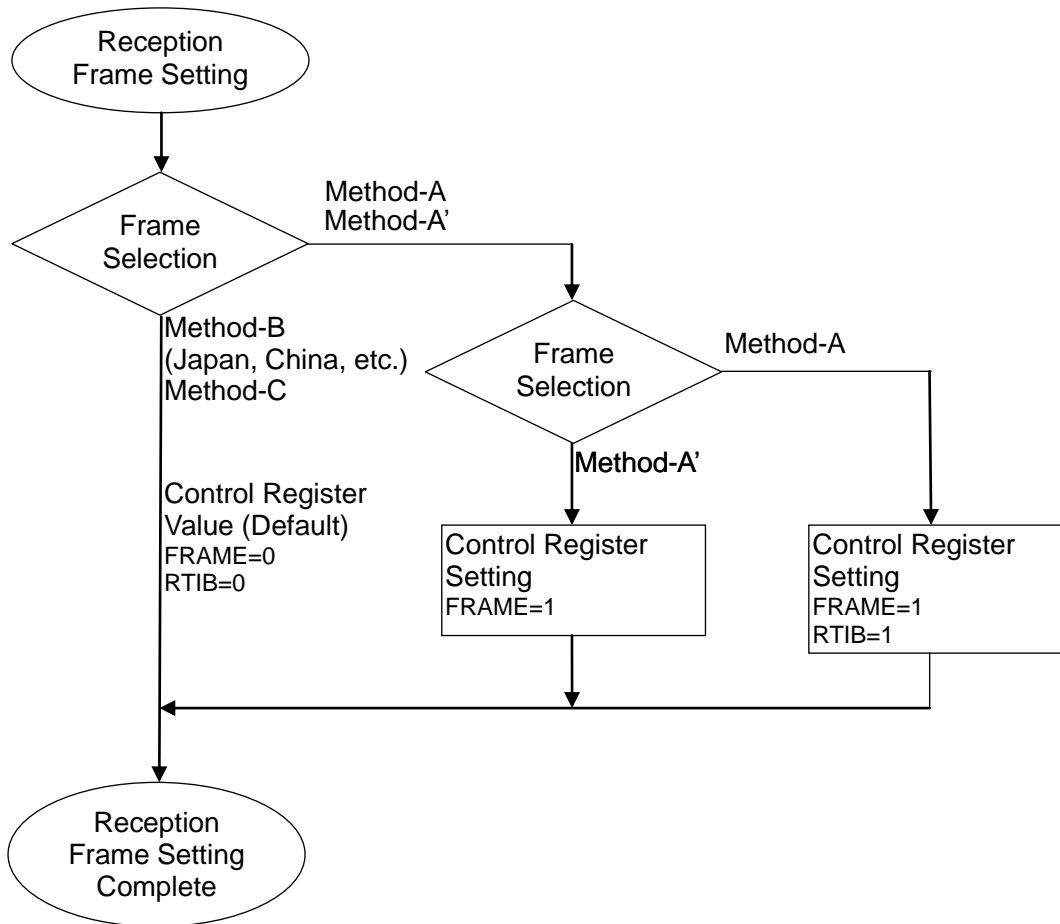 Reception
Frame Setting
Frame
Selection
Method-A
Method-A’
Method-B
(Japan, China, etc.)
Method-C
Control Register
Value (Default)
FRAME=0
RTIB=0
Frame
Selection
Method-A
Method-A’
Control Register
Setting
FRAME=1
Control Register
Setting
FRAME=1
RTIB=1
Reception
Frame Setting
Complete